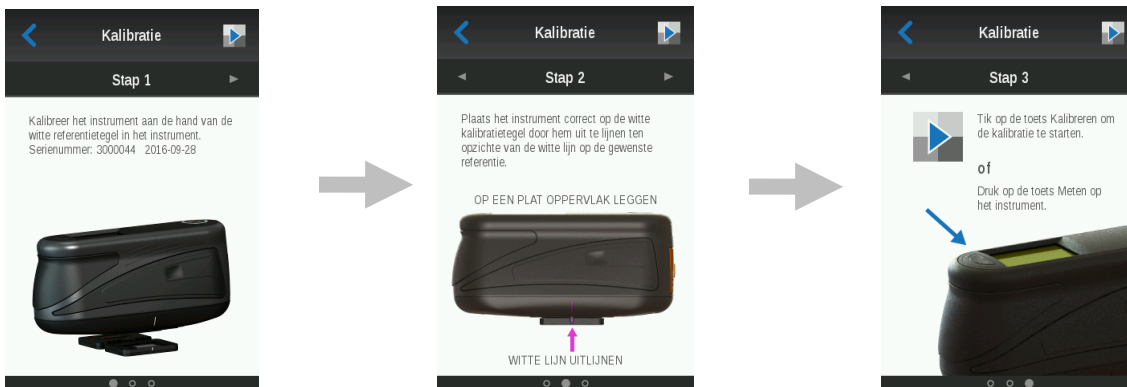 Kalibratie
Stap 1
Kalibreer het instrument aan de hand van de
witte referentietegel in het instrument.
Serienummer: 3000044 2016-09-28
Kalibratie
Stap 2
Plaats het instrument correct op de witte
kalibratietegel door hem uit te lijnen ten
opzichte van de witte lijn op de gewenste
referentie.
OP EEN PLAT OPPERVLAK LEGGEN
WITTE LIJN UITLIJNEN
Kalibratie
Stap 3
Tik op de toets Kalibreren om
de kalibratie te starten.
of
Druk op de toets Meten op
het instrument.